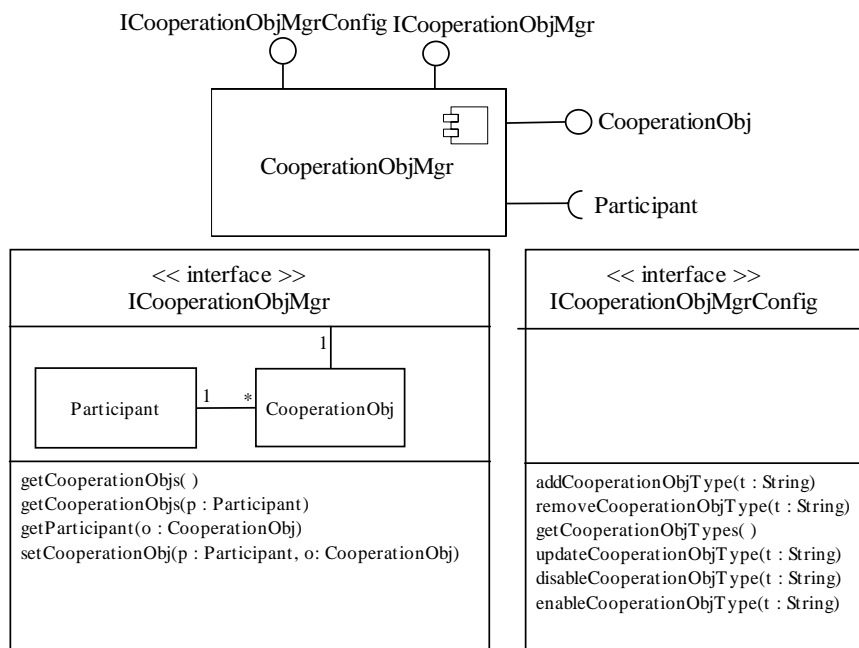 ICooperationObjMgrConfig
ICooperationObjMgr
CooperationObjMgr
CooperationObj
Participant
<< interface >>
ICooperationObjMgr
1
Participant
1
*
CooperationObj
getCooperationObjs( )
getCooperationObjs(p : Participant)
getParticipant(o : CooperationObj)
setCooperationObj(p : Participant, o: CooperationObj)
<< interface >>
ICooperationObjMgrConfig
addCooperationObjType(t : String)
removeCooperationObjType(t : String)
getCooperationObjTypes( )
updateCooperationObjType(t : String)
disableCooperationObjType(t : String)
enableCooperationObjType(t : String)